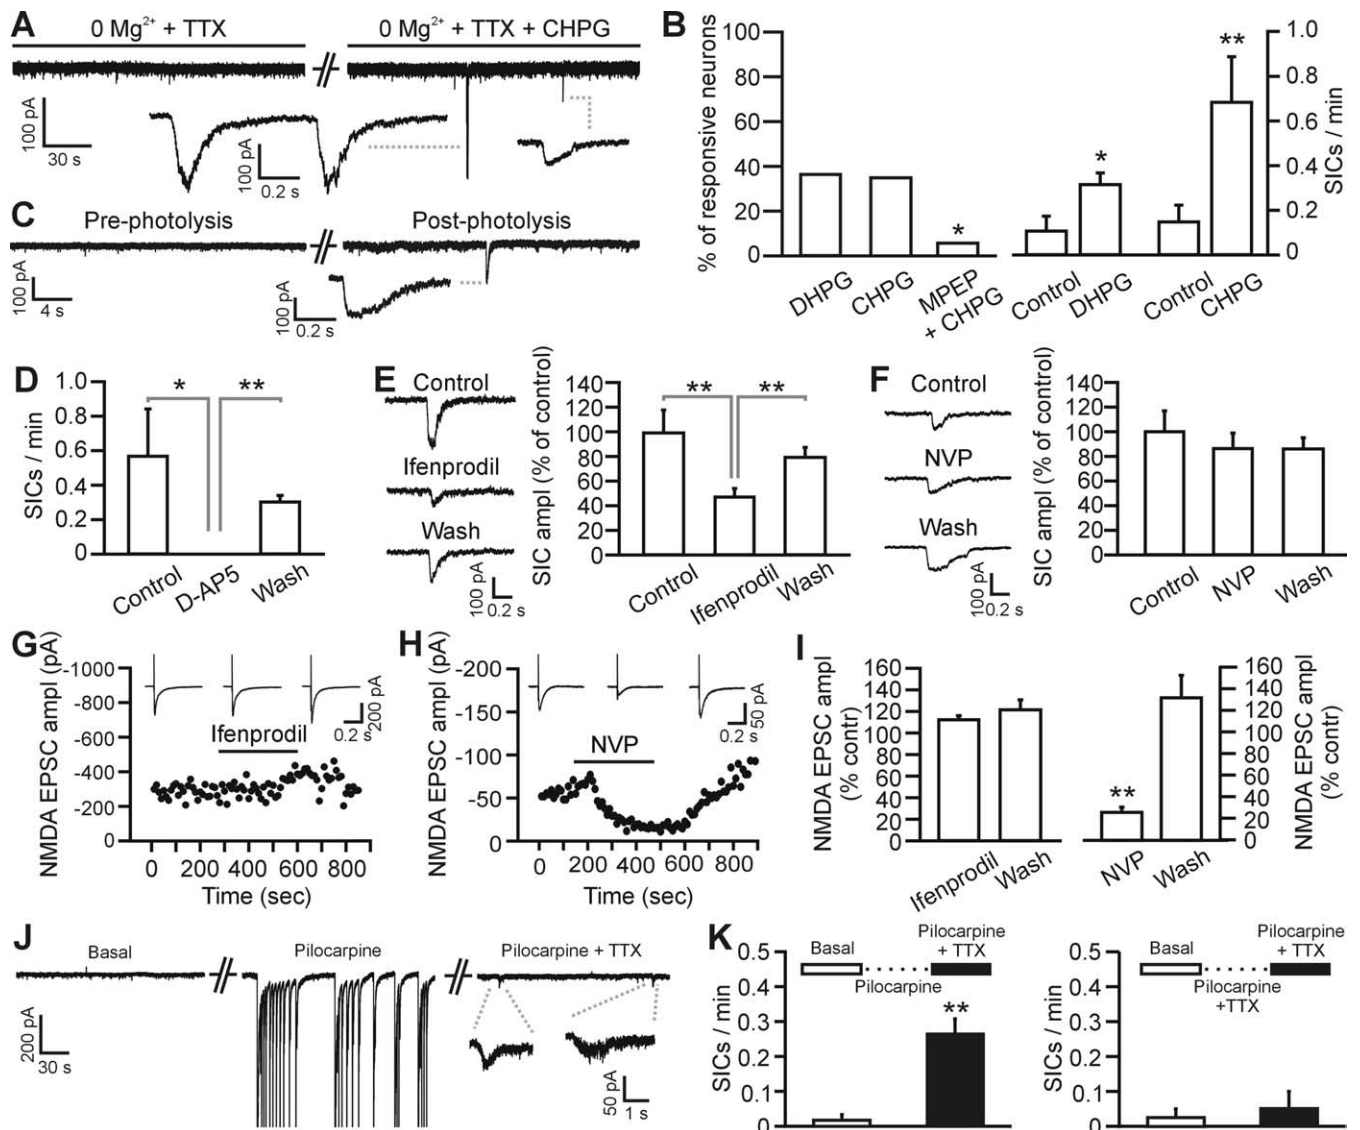 A
0 Mg²⁺ + TTX
0 Mg²⁺ + TTX + CHPG
100 pA
30 s
100 pA
0.2 s
B
% of responsive neurons
100
80
60
40
20
0
DHPG
CHPG
*
MPEP
+ CHPG
Control
*
DHPG
Control
**
CHPG
1.0
0.8
0.6
0.4
0.2
0
SICs / min
C
Pre-photolysis
Post-photolysis
100 pA
4 s
100 pA
0.2 s
D
SICs / min
1.0
0.8
0.6
0.4
0.2
0
*
**
Control
D-AP5
Wash
E
Control
Ifenprodil
Wash
100 pA
0.2 s
SIC ampl (% of control)
140
120
100
80
60
40
20
0
**
**
Control
Ifenprodil
Wash
F
Control
NVP
Wash
100 pA
0.2 s
SIC ampl (% of control)
140
120
100
80
60
40
20
0
Control
NVP
Wash
G
NMDA EPSC ampl (pA)
-1000
-800
-600
-400
-200
0
Ifenprodil
0.2 s
200 pA
0 200 400 600 800
Time (sec)
H
NMDA EPSC ampl (pA)
-200
-150
-100
-50
0
NVP
0.2 s
50 pA
0 200 400 600 800
Time (sec)
I
NMDA EPSC ampl
(% contr)
160
140
120
100
80
60
40
20
0
Ifenprodil
Wash
**
NVP
Wash
160
140
120
100
80
60
40
20
0
NMDA EPSC ampl
(% contr)
J
Basal
Pilocarpine
Pilocarpine + TTX
200 pA
30 s
50 pA
1 s
K
SICs / min
0.5
0.4
0.3
0.2
0.1
0
Basal
Pilocarpine
+ TTX
Pilocarpine
**
SICs / min
0.5
0.4
0.3
0.2
0.1
0
Basal
Pilocarpine
+ TTX
Pilocarpine
+TTX